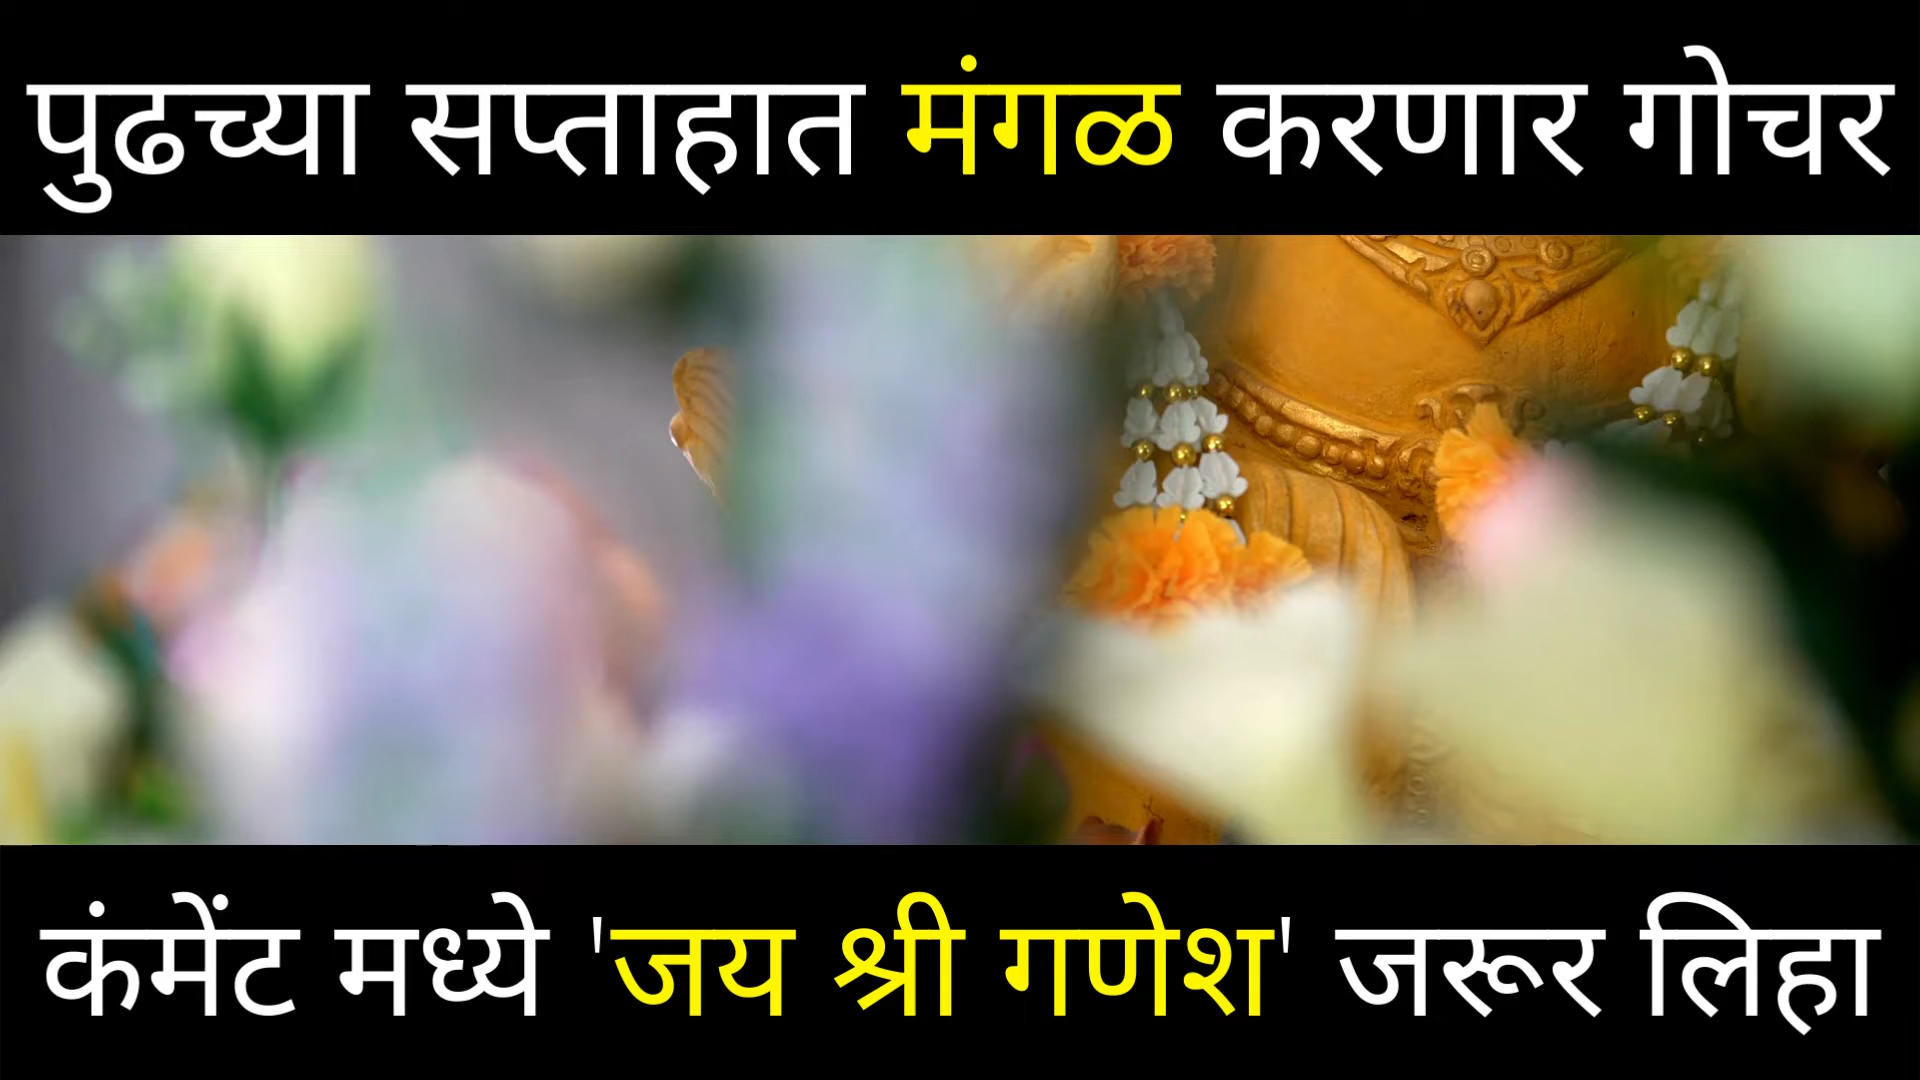 पुढच्या सप्ताहात मंगळ करणार गोचर
कंमेंट मध्ये 'जय श्री गणेश' जरूर लिहा